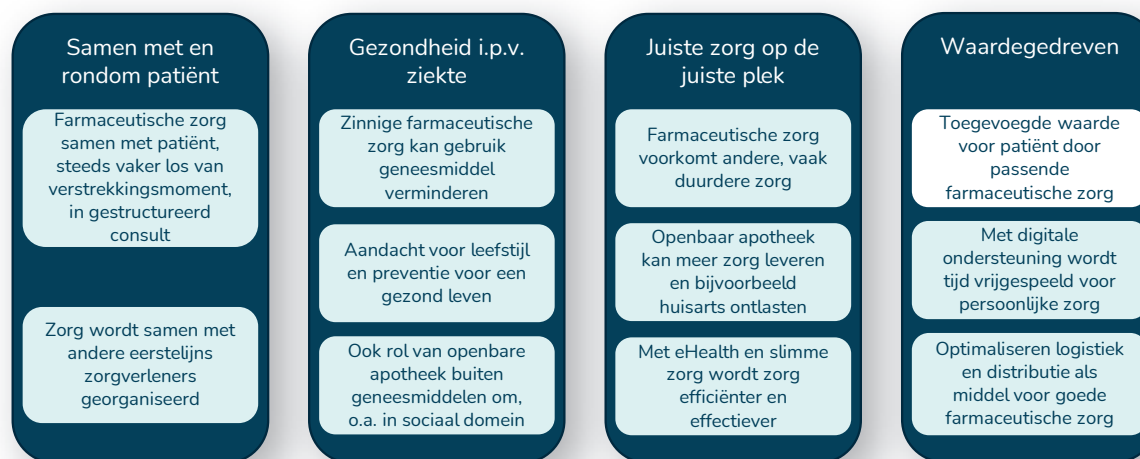 Samen met en
rondom patiënt
Farmaceutische zorg
samen met patiënt,
steeds vaker los van
verstrekkingsmoment,
in gestructureerd
consult
Zorg wordt samen met
andere eerstelijns
zorgverleners
georganiseerd
Gezondheid i.p.v.
ziekte
Zinnige farmaceutische
zorg kan gebruik
geneesmiddel
verminderen
Aandacht voor leefstijl
en preventie voor een
gezond leven
Ook rol van openbare
apotheek buiten
geneesmiddelen om,
o.a. in sociaal domein
Juiste zorg op de
juiste plek
Farmaceutische zorg
voorkomt andere, vaak
duurdere zorg
Openbaar apotheek
kan meer zorg leveren
en bijvoorbeeld
huisarts ontlasten
Met eHealth en slimme
zorg wordt zorg
efficiënter en
effectiever
Waardegedreven
Toegevoegde waarde
voor patiënt door
passende
farmaceutische zorg
Met digitale
ondersteuning wordt
tijd vrijgespeeld voor
persoonlijke zorg
Optimaliseren logistiek
en distributie als
middel voor goede
farmaceutische zorg